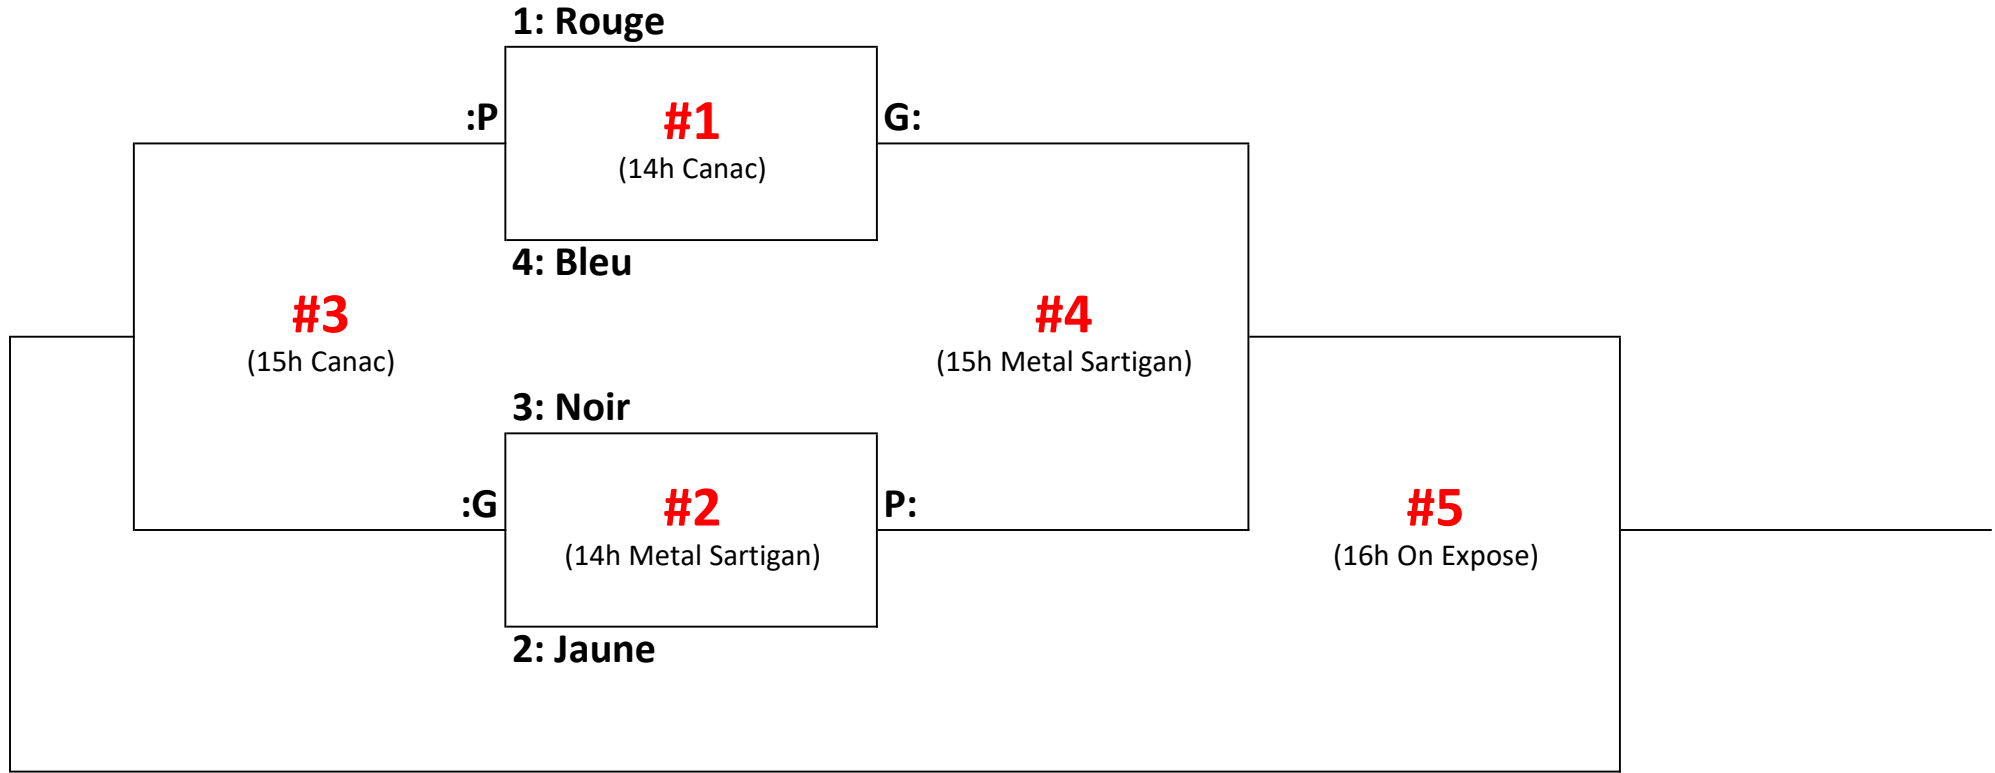 1: Rouge
:P
#1
G:
(14h Canac)
4: Bleu
#3
#4
(15h Canac)
(15h Metal Sartigan)
3: Noir
:G
#2
P:
#5
(14h Metal Sartigan)
(16h On Expose)
2: Jaune